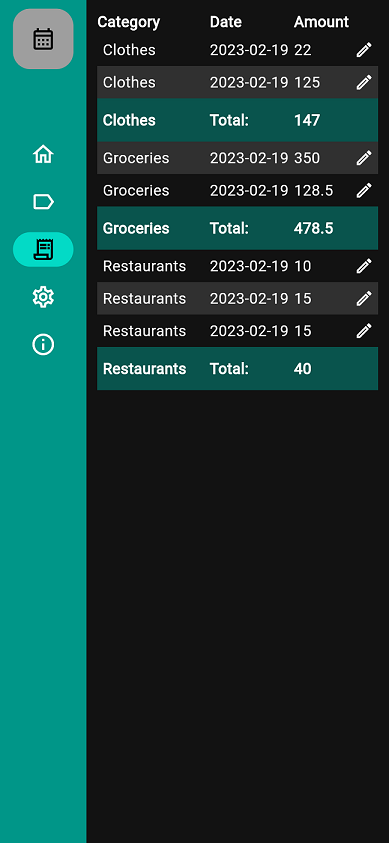 Category Date Amount
Clothes 2023-02-19 22
Clothes 2023-02-19 125
Clothes Total: 147
Groceries 2023-02-19 350
Groceries 2023-02-19 128.5
Groceries Total: 478.5
Restaurants 2023-02-19 10
Restaurants 2023-02-19 15
Restaurants 2023-02-19 15
Restaurants Total: 40